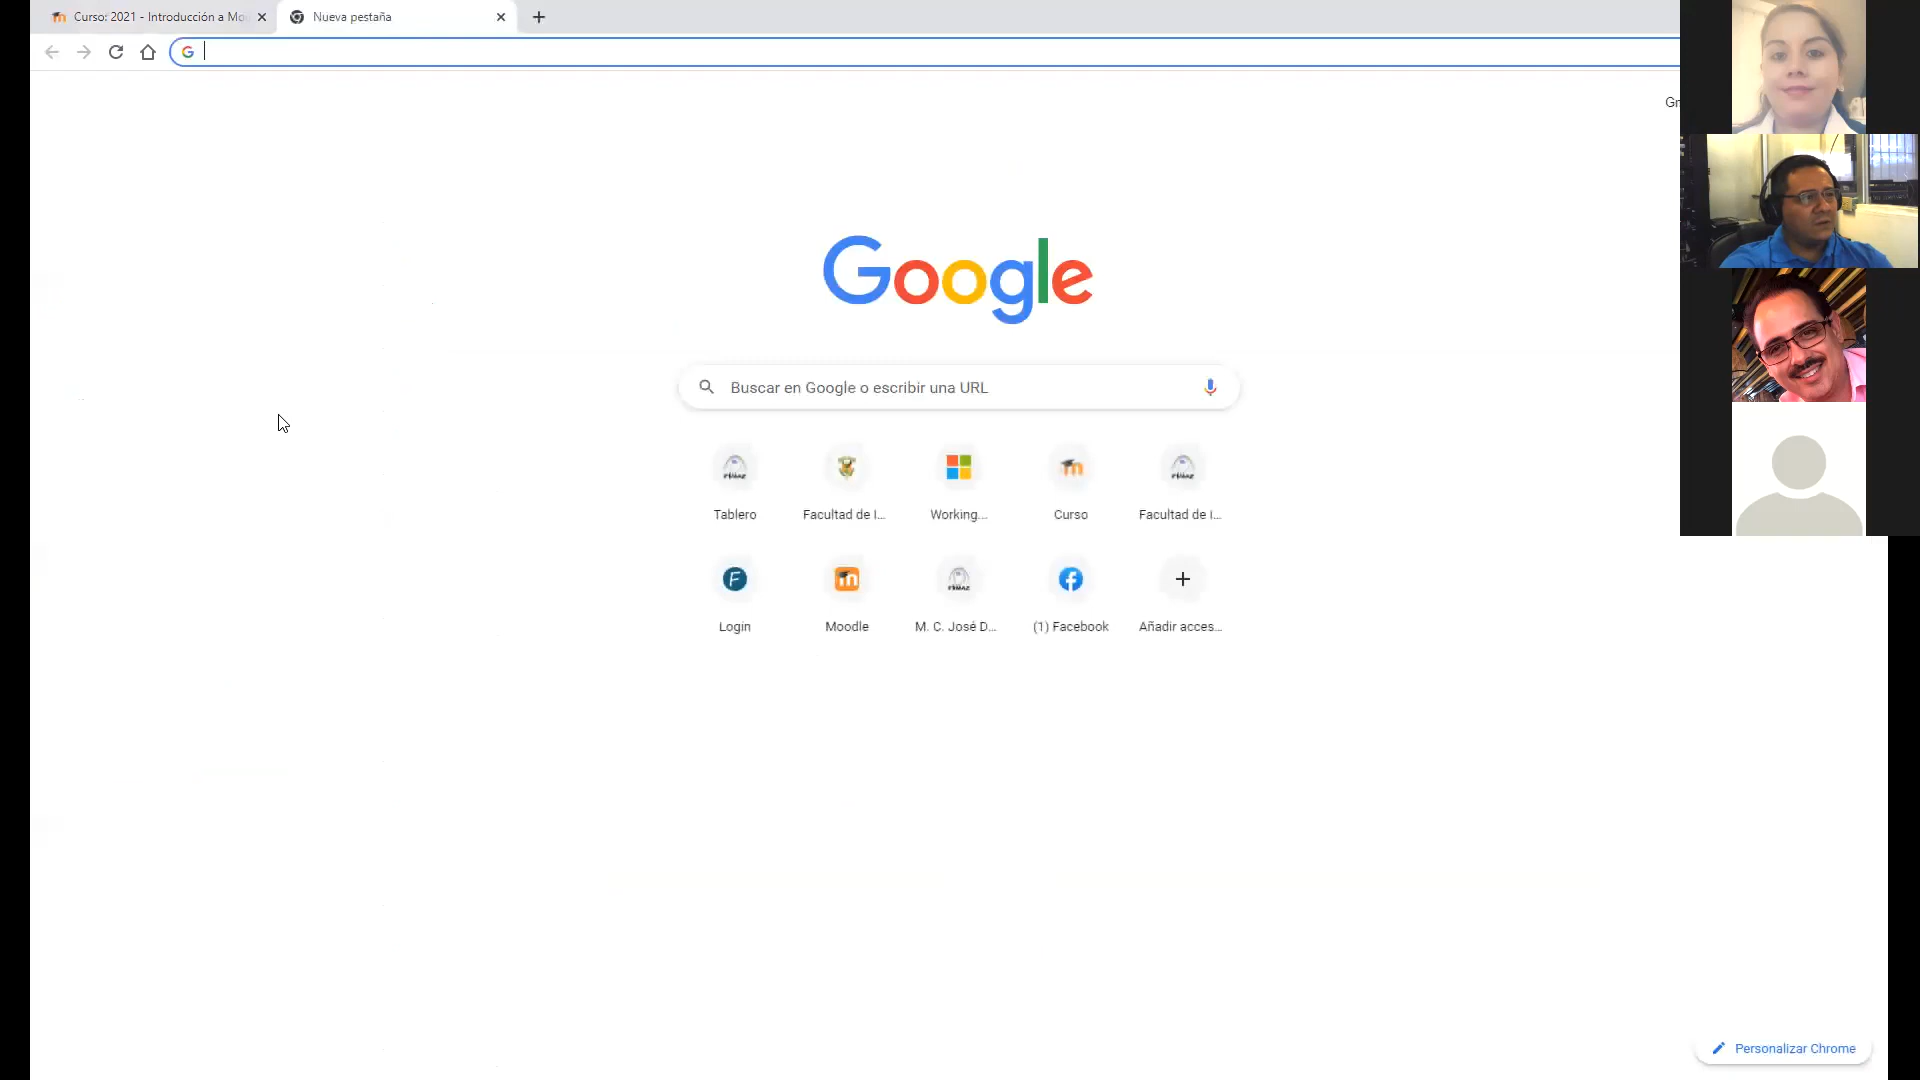 Curso: 2021 - Introducción a Mo
Nueva pestaña
Google
Buscar en Google o escribir una URL
Tablero
Facultad de I...
Working...
Curso
Facultad de I...
Login
Moodle
M. C. José D...
(1) Facebook
Añadir acces...
Personalizar Chrome